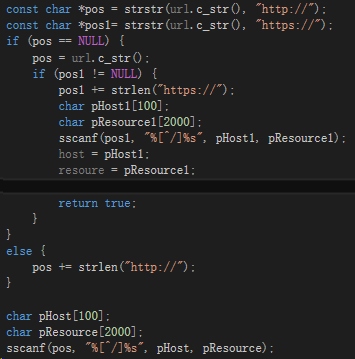 const char *pos = strstr(url.c_str(), "http://");
const char *pos1= strstr(url.c_str(), "https://");
if (pos == NULL) {
pos = url.c_str();
if (pos1 != NULL) {
pos1 += strlen("https://");
char pHost1[100];
char pResource1[2000];
sscanf(pos1, "%[^/]%s", pHost1, pResource1);
host = pHost1;
resoure = pResource1;
return true;
}
}
else {
pos += strlen("http://");
}
char pHost[100];
char pResource[2000];
sscanf(pos, "%[^/]%s", pHost, pResource);